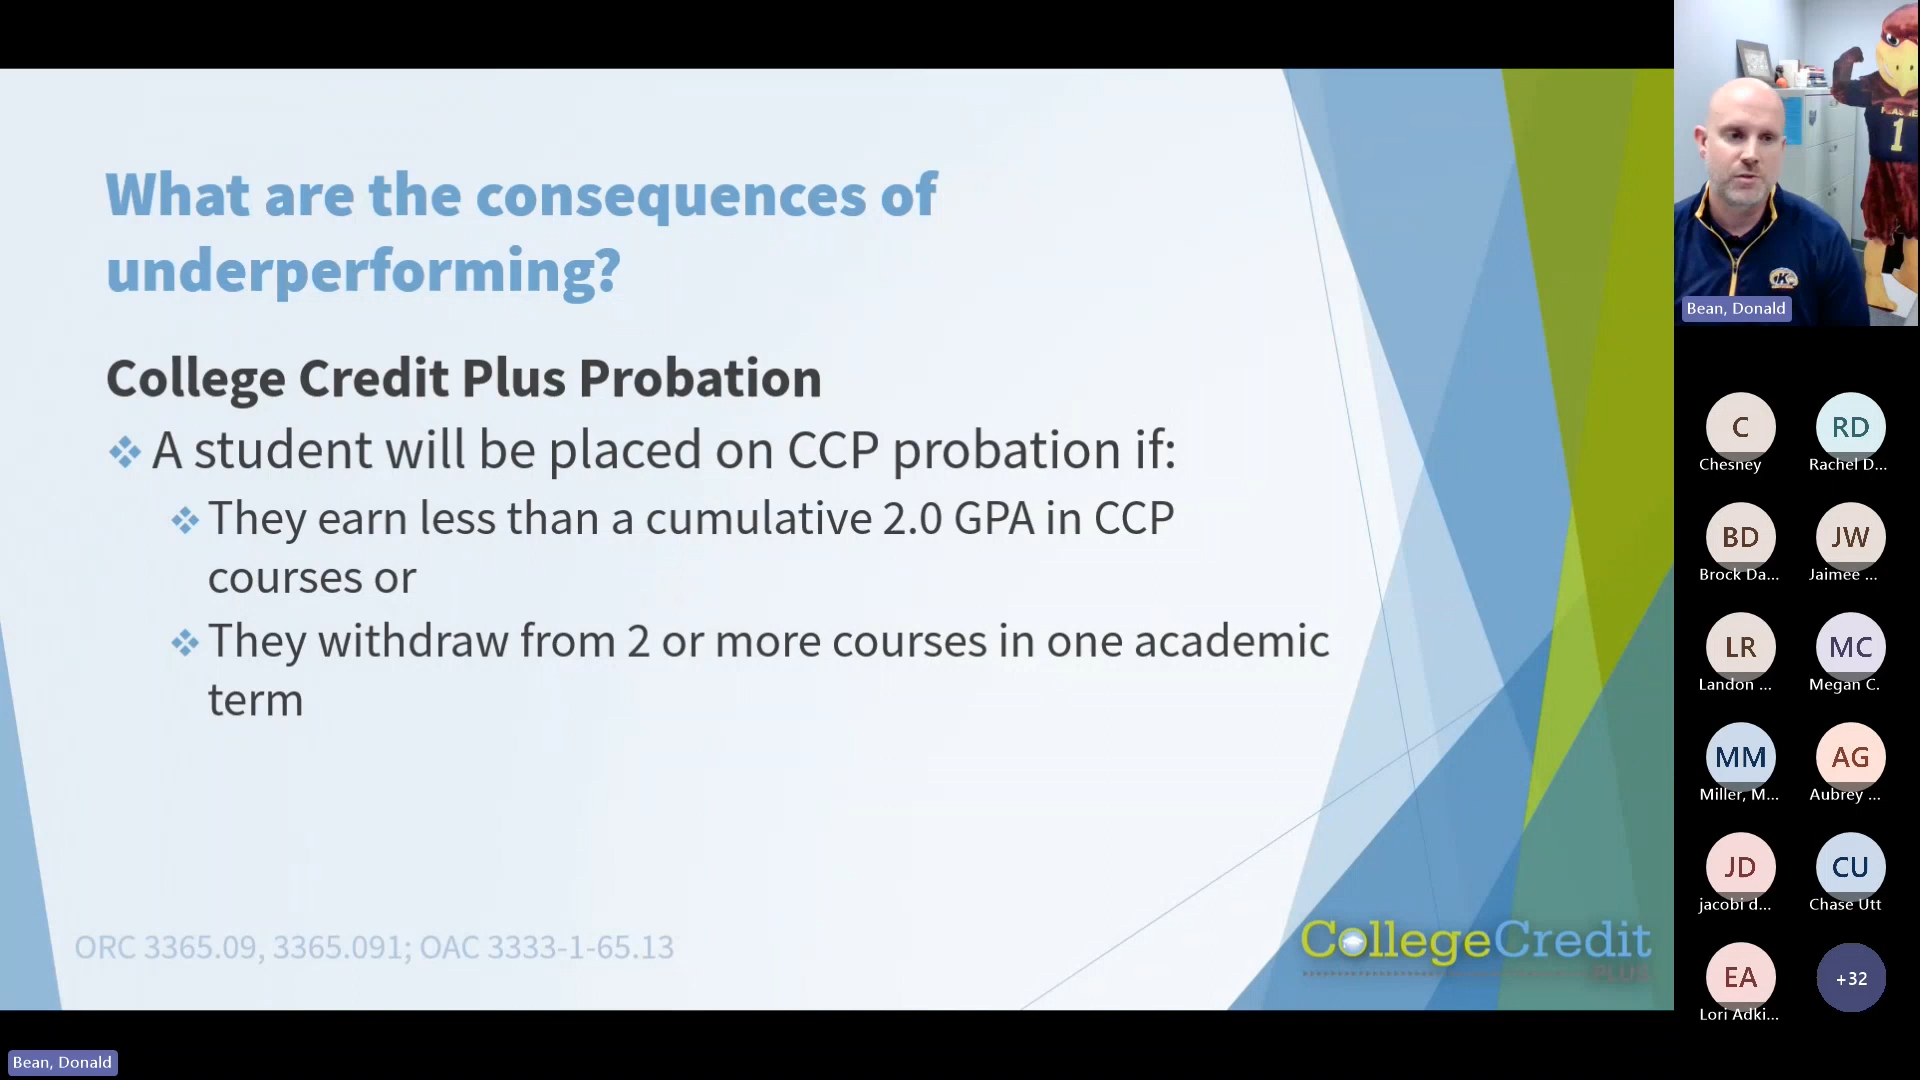 What are the consequences of
underperforming?
College Credit Plus Probation
A student will be placed on CCP probation if:
They earn less than a cumulative 2.0 GPA in CCP
courses or
They withdraw from 2 or more courses in one academic
term
ORC 3365.09, 3365.091; OAC 3333-1-65.13
CollegeCredit
PLUS
1
K
Bean, Donald
C
Chesney
RD
Rachel D...
BD
Brock Da...
JW
Jaimee ...
LR
Landon ...
MC
Megan C.
MM
Miller, M...
AG
Aubrey ...
JD
jacobi d...
CU
Chase Utt
EA
Lori Adki...
+32
Bean, Donald